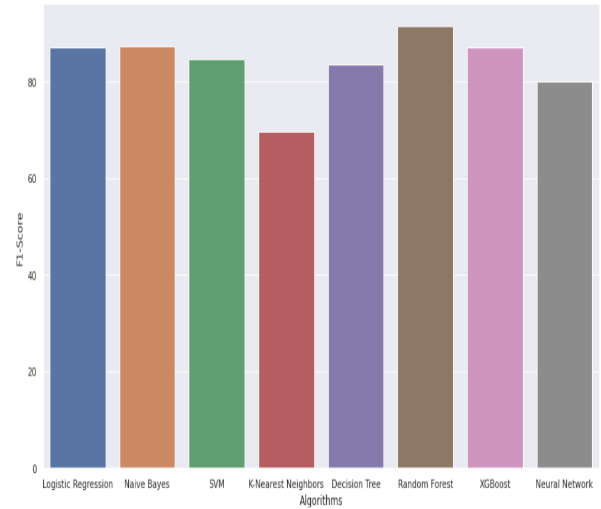 80
60
40
20
0
F1-Score
Logistic Regression Naive Bayes SVM K-Nearest Neighbors Decision Tree Random Forest XGBoost Neural Network
Algorithms